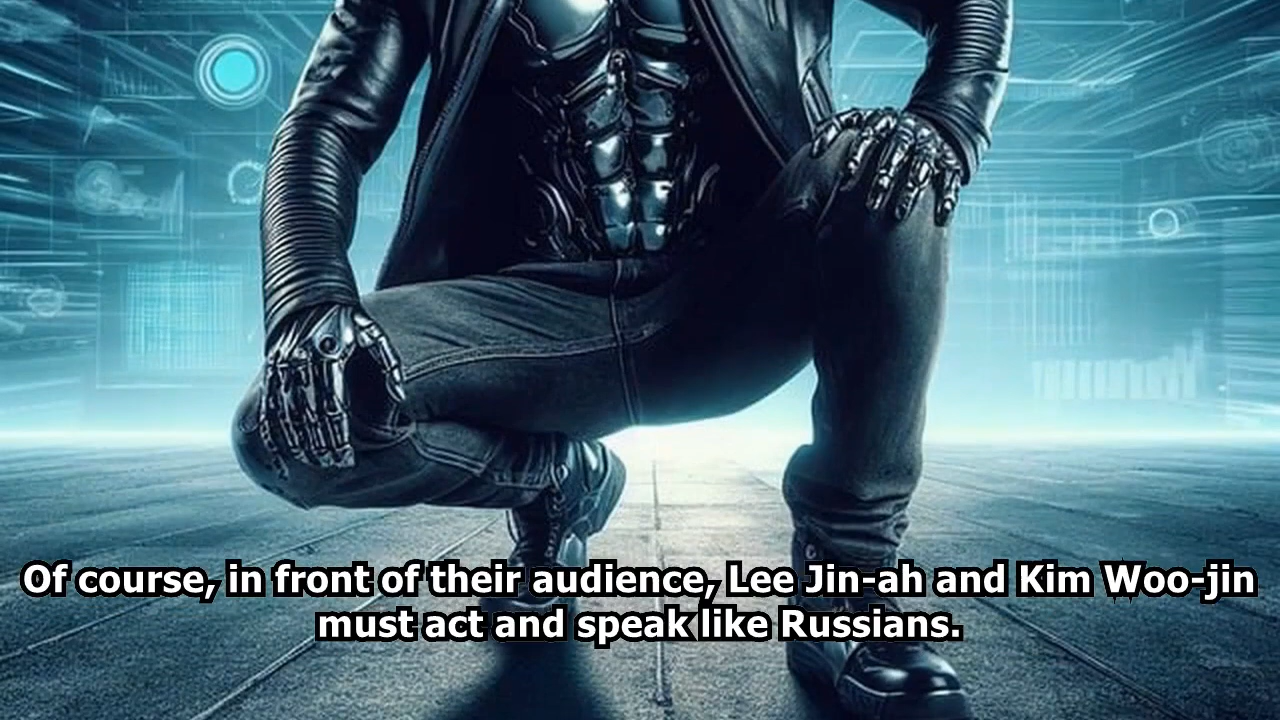 Of course, in front of their audience, Lee Jin-ah and Kim Woo-jin
must act and speak like Russians.